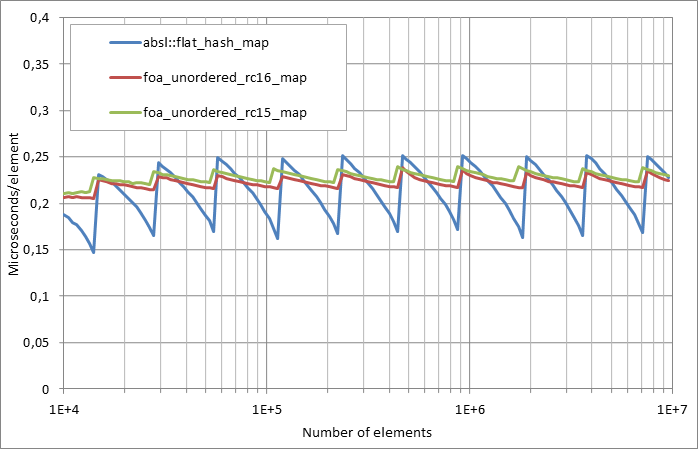 0,4
0,35
0,3
0,25
0,2
0,15
0,1
0,05
0
Microseconds/element
absl::flat_hash_map
foa_unordered_rc16_map
foa_unordered_rc15_map
1E+4
1E+5
1E+6
1E+7
Number of elements